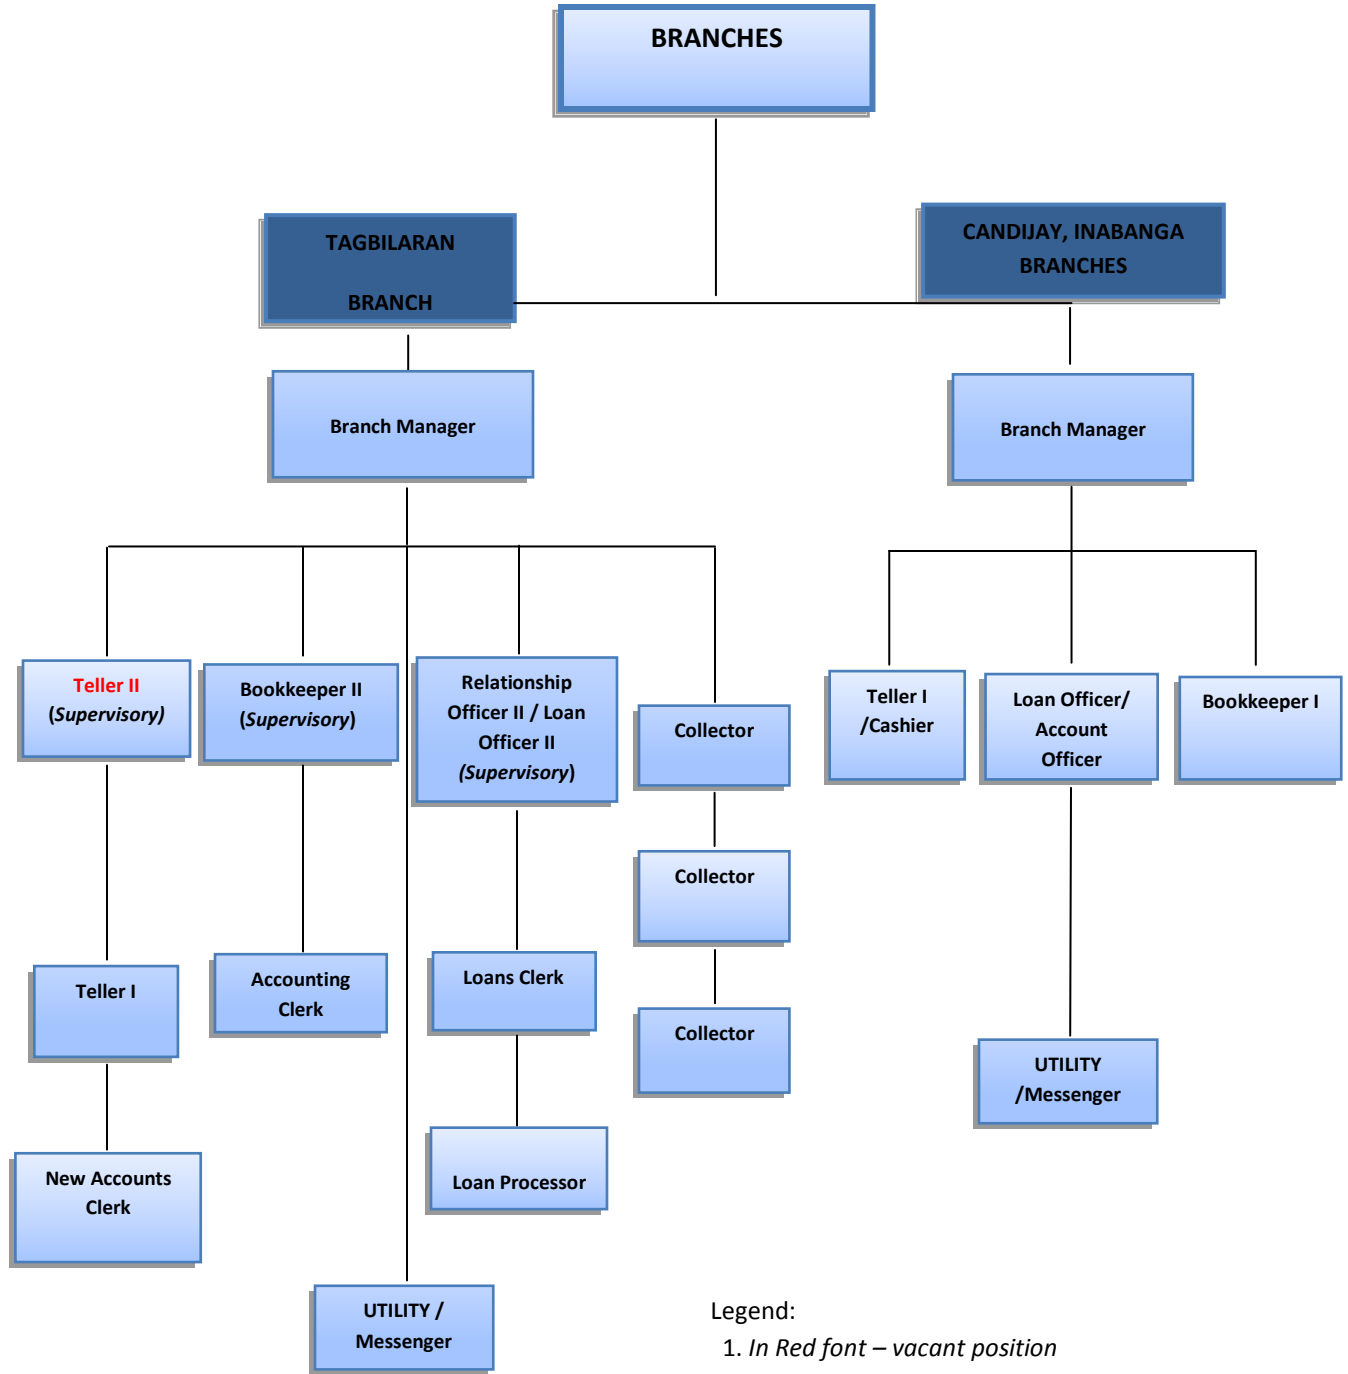 BRANCHES
TAGBILARAN
BRANCH
CANDIJAY, INABANGA
BRANCHES
Branch Manager
Branch Manager
Teller II
(Supervisory)
Bookkeeper II
(Supervisory)
Relationship
Officer II / Loan
Officer II
(Supervisory)
Collector
Teller I
/Cashier
Loan Officer/
Account
Officer
Bookkeeper I
Collector
Teller I
Accounting
Clerk
Loans Clerk
Collector
UTILITY
/Messenger
New Accounts
Clerk
Loan Processor
UTILITY /
Messenger
Legend:
1. In Red font – vacant position